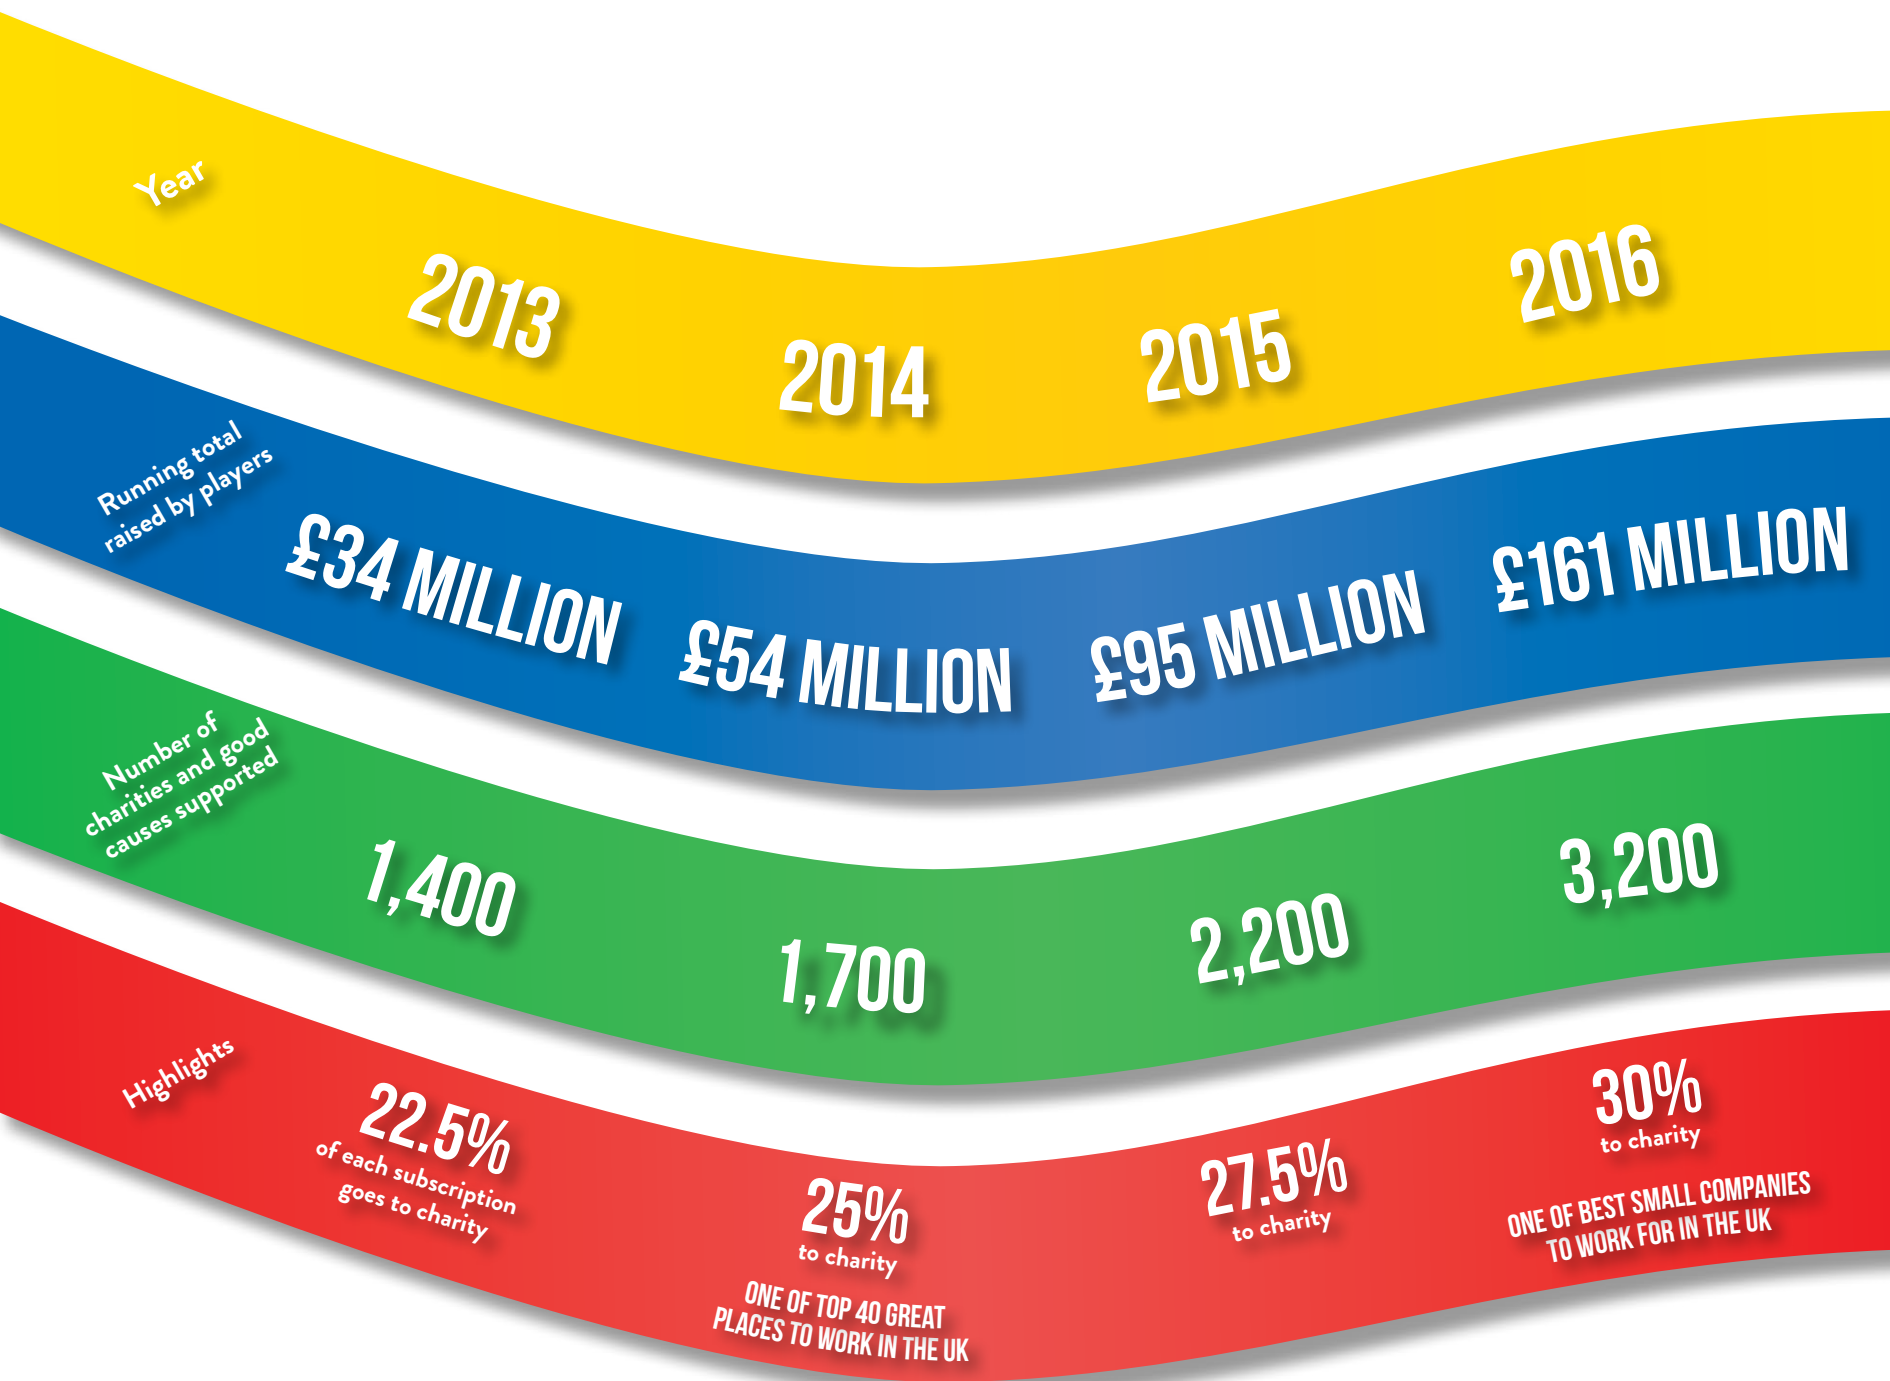 Year
2013
2014
2015
2016
Running total
raised by players
£34 MILLION
£54 MILLION
£95 MILLION
£161 MILLION
Number of
charities and good
causes supported
1,400
1,700
2,200
3,200
Highlights
22.5%
of each subscription
goes to charity
25%
to charity
ONE OF TOP 40 GREAT
PLACES TO WORK IN THE UK
27.5%
to charity
30%
to charity
ONE OF BEST SMALL COMPANIES
TO WORK FOR IN THE UK